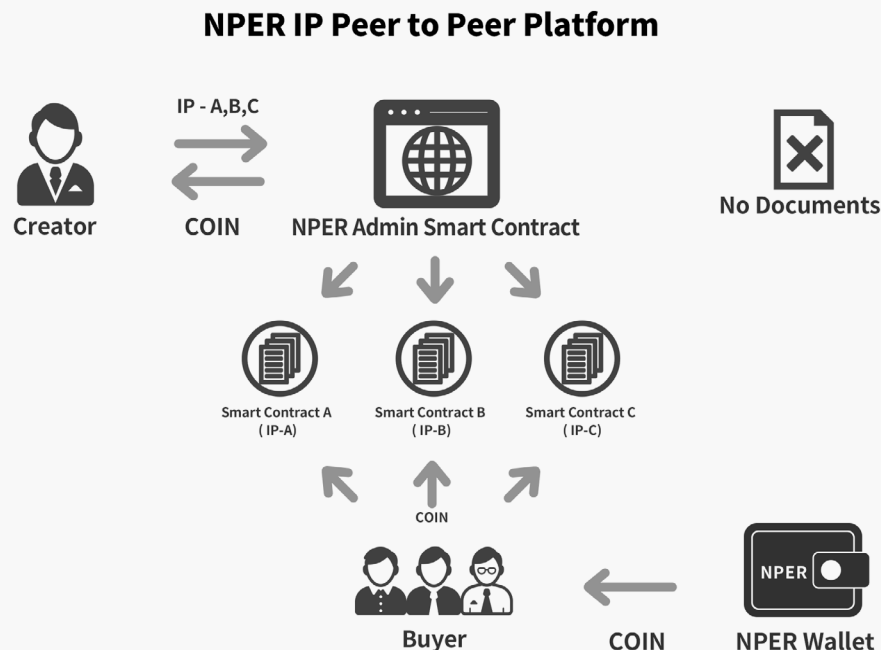 NPER IP Peer to Peer Platform
IP - A,B,C
Creator
COIN
NPER Admin Smart Contract
No Documents
Smart Contract A
( IP-A)
Smart Contract B
( IP-B)
Smart Contract C
( IP-C)
COIN
NPER
Buyer
COIN
NPER Wallet